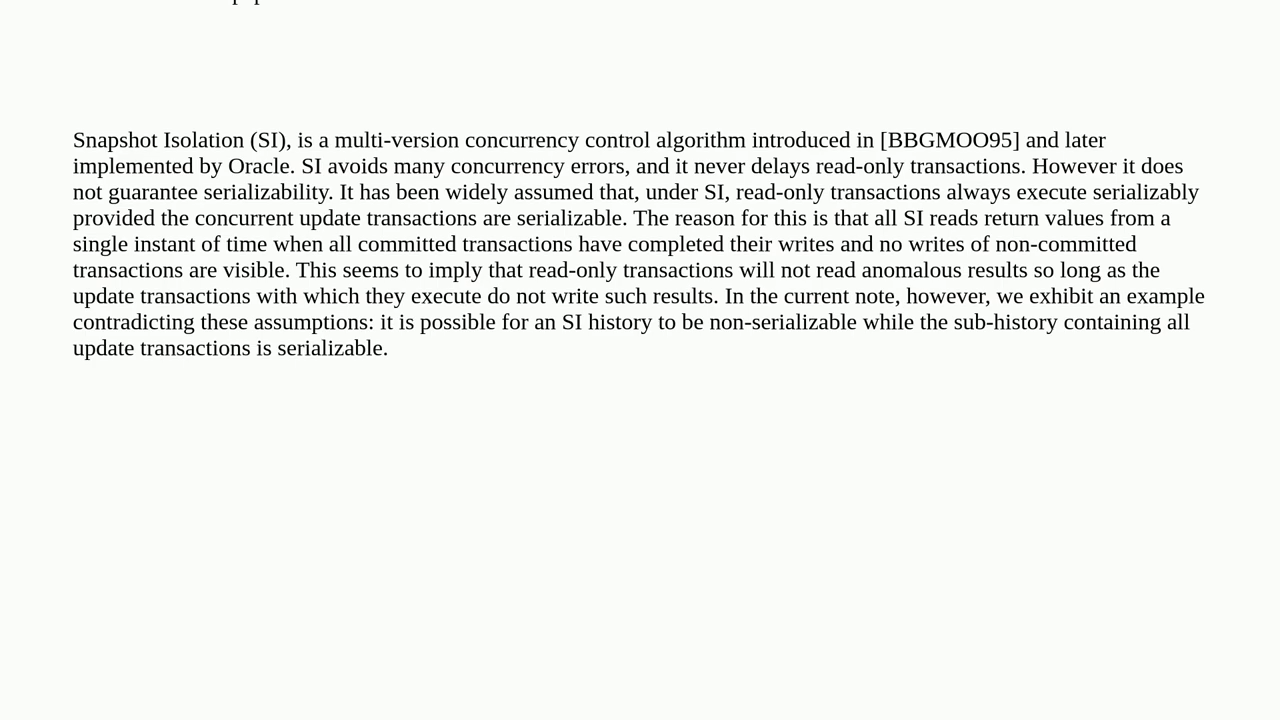 Snapshot Isolation (SI), is a multi-version concurrency control algorithm introduced in [BBGMOO95] and later
implemented by Oracle. SI avoids many concurrency errors, and it never delays read-only transactions. However it does
not guarantee serializability. It has been widely assumed that, under SI, read-only transactions always execute serializably
provided the concurrent update transactions are serializable. The reason for this is that all SI reads return values from a
single instant of time when all committed transactions have completed their writes and no writes of non-committed
transactions are visible. This seems to imply that read-only transactions will not read anomalous results so long as the
update transactions with which they execute do not write such results. In the current note, however, we exhibit an example
contradicting these assumptions: it is possible for an SI history to be non-serializable while the sub-history containing all
update transactions is serializable.